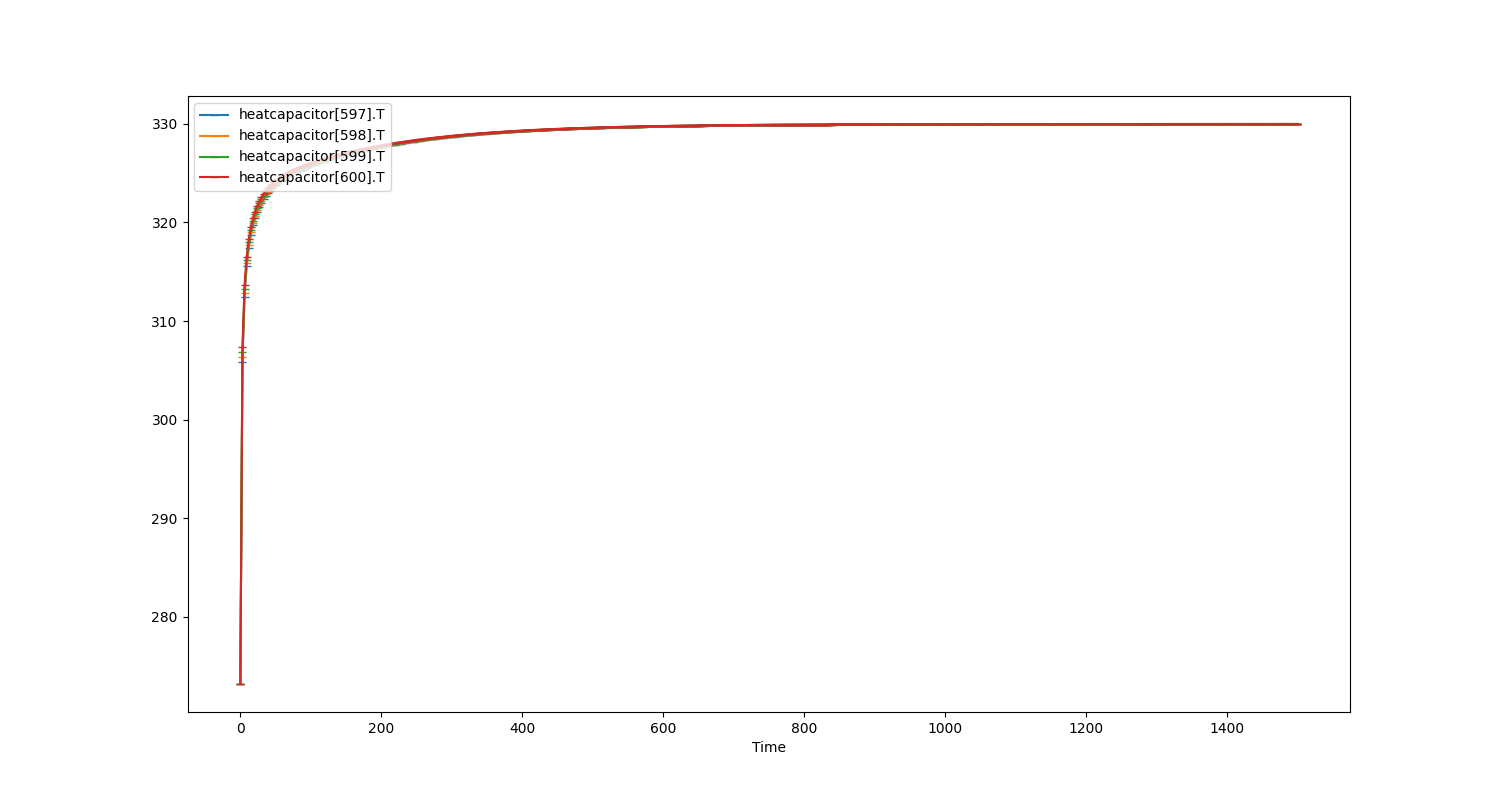 heatcapacitor[597].T
heatcapacitor[598].T
heatcapacitor[599].T
heatcapacitor[600].T
330
320
310
300
290
280
0 200 400 600 800 1000 1200 1400
Time